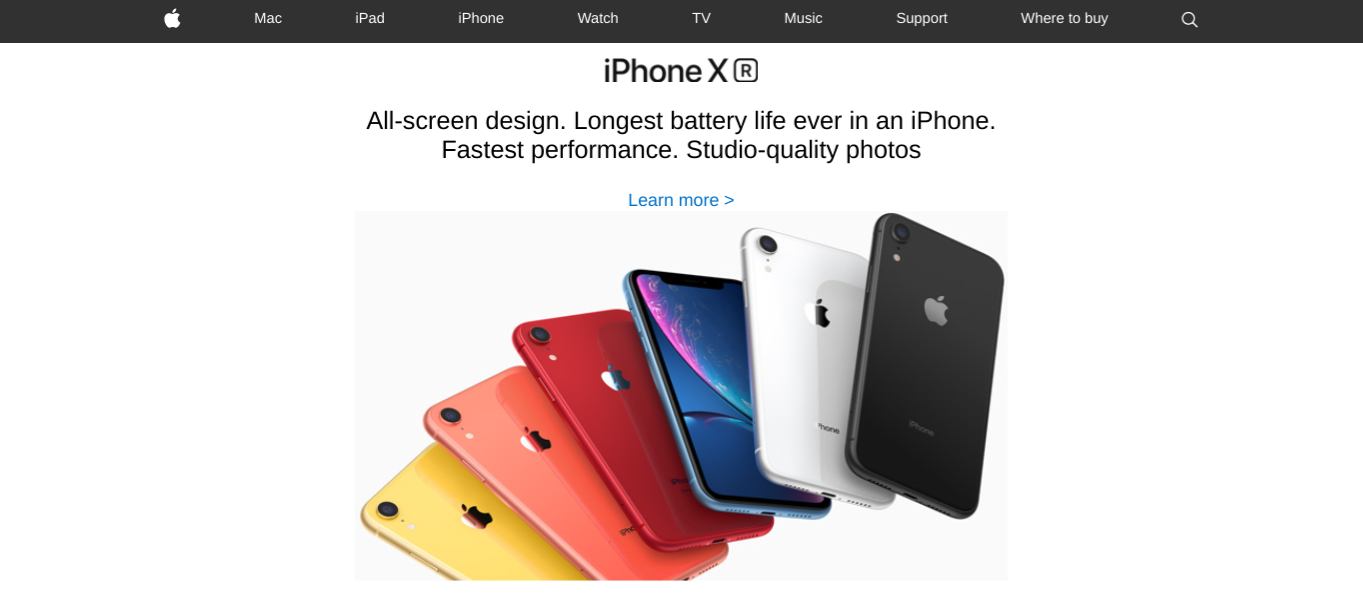 Mac iPad iPhone Watch TV Music Support Where to buy
iPhone XR
All-screen design. Longest battery life ever in an iPhone.
Fastest performance. Studio-quality photos
Learn more >
iPhone
iPhone